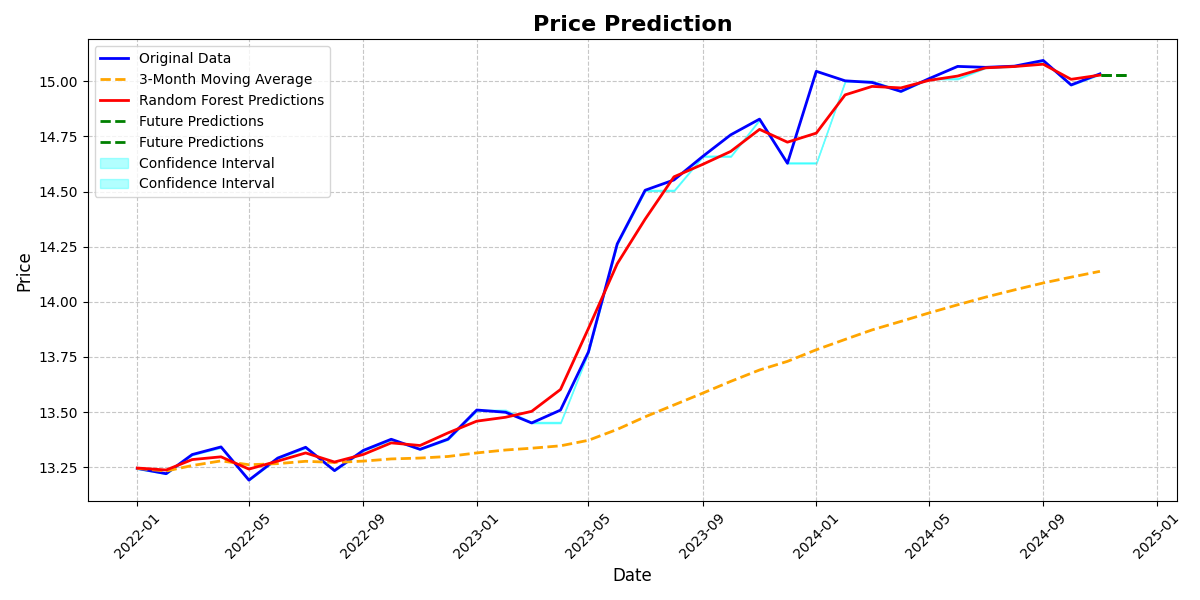 Price Prediction
Original Data
3-Month Moving Average
Random Forest Predictions
Future Predictions
Future Predictions
Confidence Interval
Confidence Interval
Price
15.00
14.75
14.50
14.25
14.00
13.75
13.50
13.25
2022-01
2022-05
2022-09
2023-01
2023-05
2023-09
2024-01
2024-05
2024-09
2025-01
Date